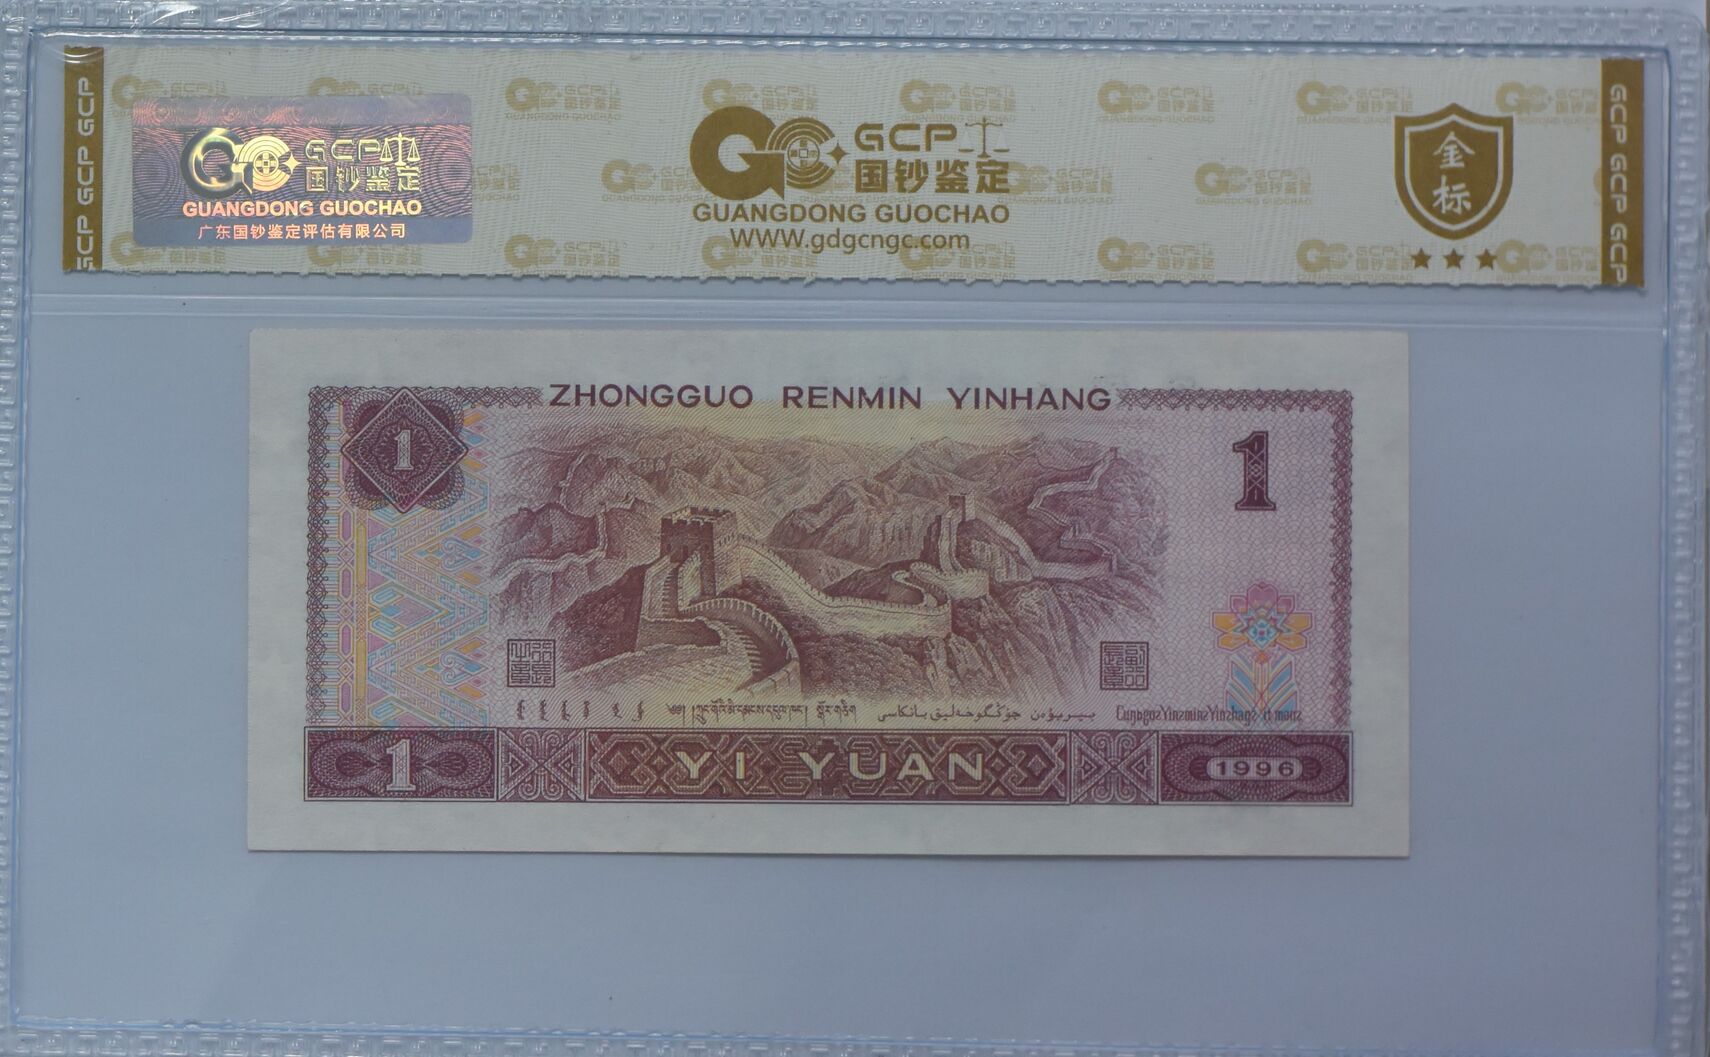 GCP GCP GCP
GCP
国钞鉴定
GUANGDONG GUOCHAO
广东国钞鉴定评估有限公司
GCP
国钞鉴定
GUANGDONG GUOCHAO
WWW.gdgcngc.com
金标
GCP GCP GCP
ZHONGGUO RENMIN YINHANG
1
1
1
YI YUAN
1996